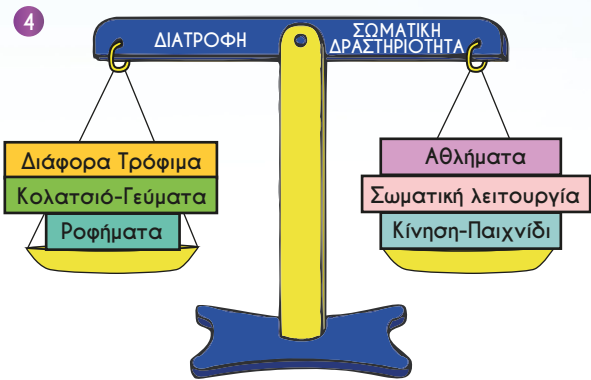 4
ΔΙΑΤΡΟΦΗ
ΣΩΜΑΤΙΚΗ
ΔΡΑΣΤΗΡΙΟΤΗΤΑ
Διάφορα Τρόφιμα
Κολατσιό-Γεύματα
Ροφήματα
Αθλήματα
Σωματική λειτουργία
Κίνηση-Παιχνίδι